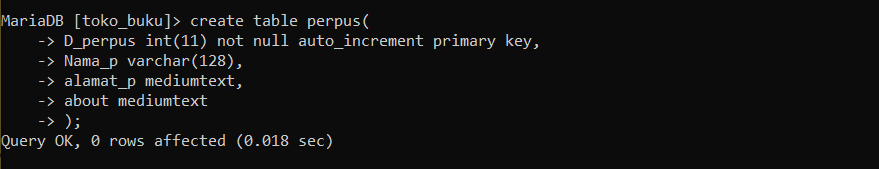 MariaDB [toko_buku]> create table perpus(
    -> D_perpus int(11) not null auto_increment primary key,
    -> Nama_p varchar(128),
    -> alamat_p mediumtext,
    -> about mediumtext
    -> );
Query OK, 0 rows affected (0.018 sec)